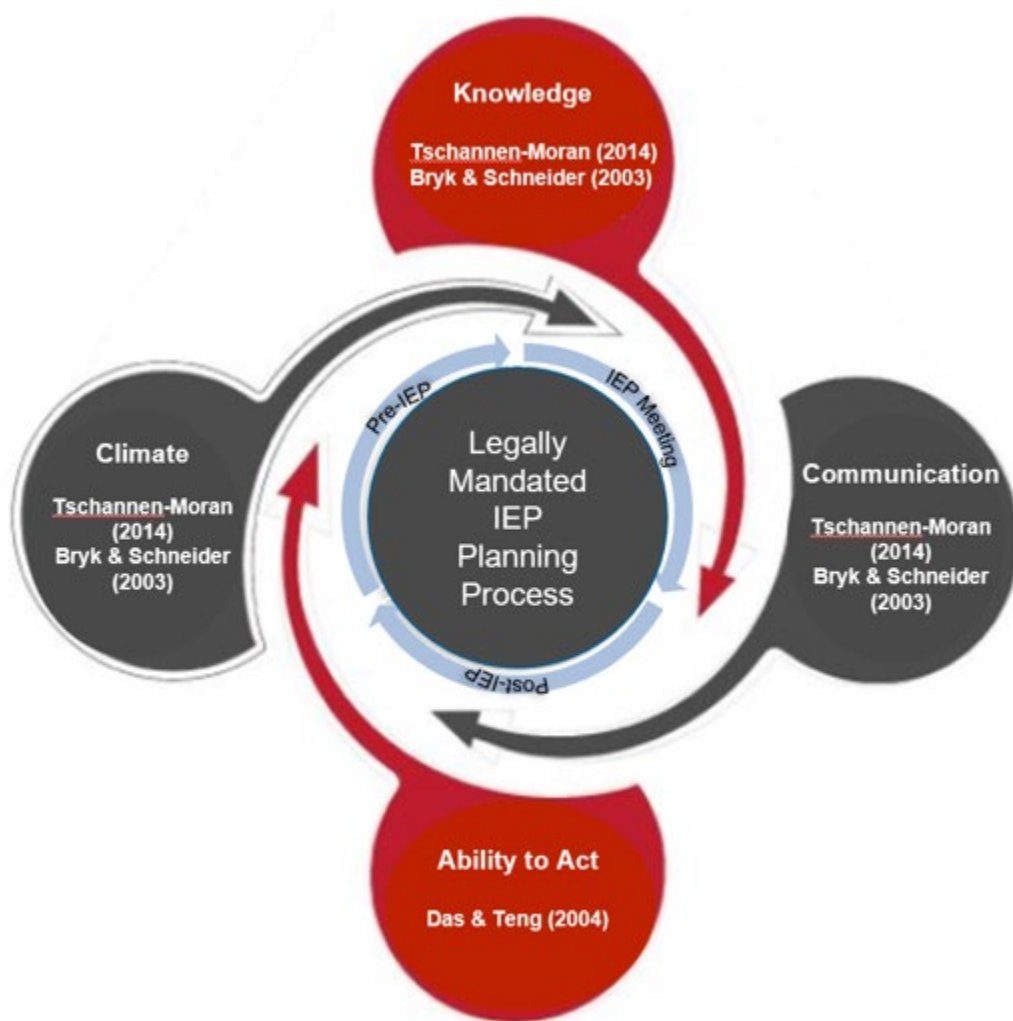 Knowledge
Tschannen-Moran (2014)
Bryk & Schneider (2003)
Pre-IEP
IEP Meeting
Climate
Tschannen-Moran
(2014)
Bryk & Schneider
(2003)
Legally
Mandated
IEP
Planning
Process
Communication
Tschannen-Moran
(2014)
Bryk & Schneider
(2003)
Post-IEP
Ability to Act
Das & Teng (2004)